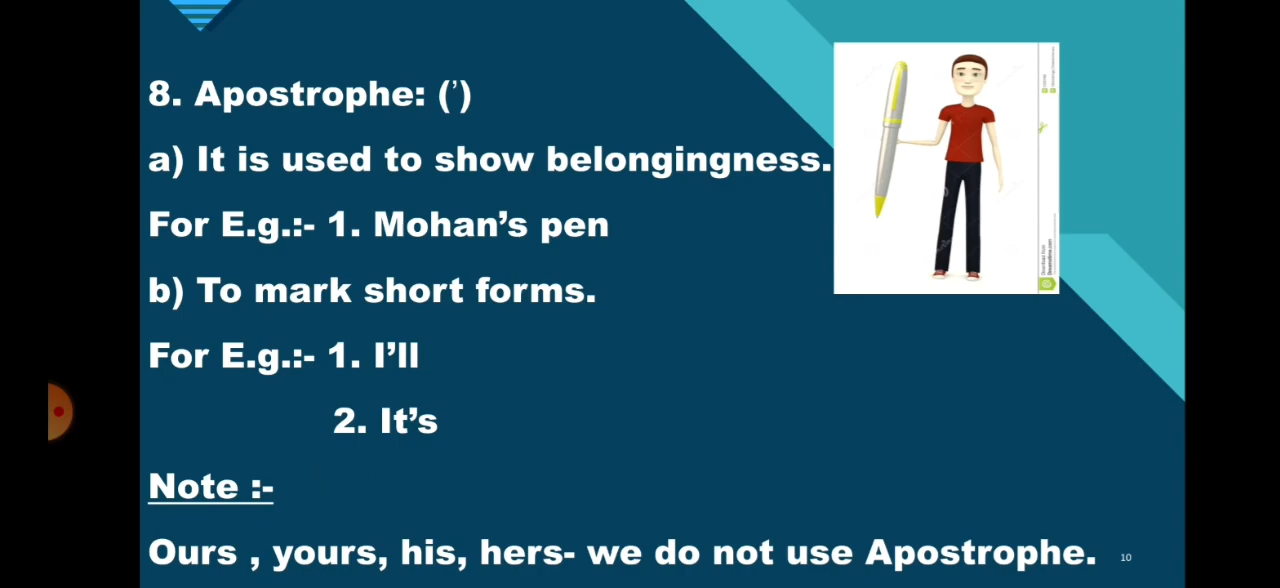 8. Apostrophe: (’)
a) It is used to show belongingness.
For E.g.:- 1. Mohan’s pen
b) To mark short forms.
For E.g.:- 1. I’ll
2. It’s
Note :-
Ours , yours, his, hers- we do not use Apostrophe.
10